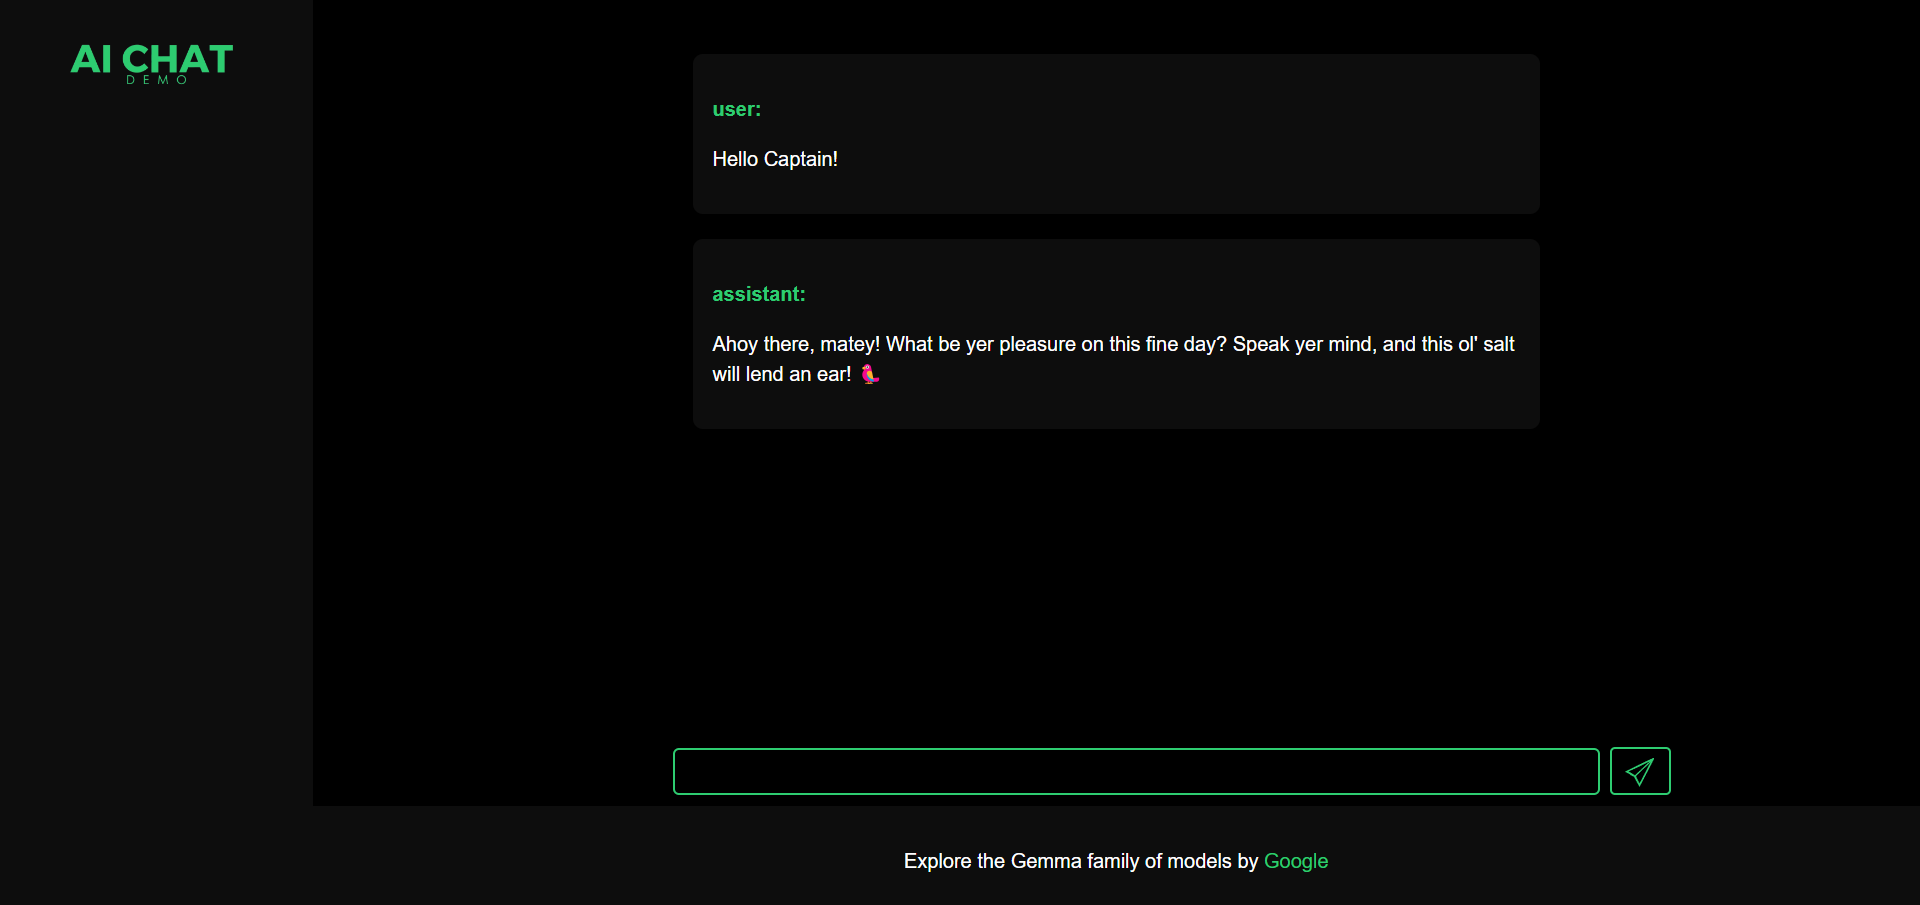 AI CHAT
DEMO
user:
Hello Captain!
assistant:
Ahoy there, matey! What be yer pleasure on this fine day? Speak yer mind, and this ol' salt
will lend an ear! 🦜
Explore the Gemma family of models by Google